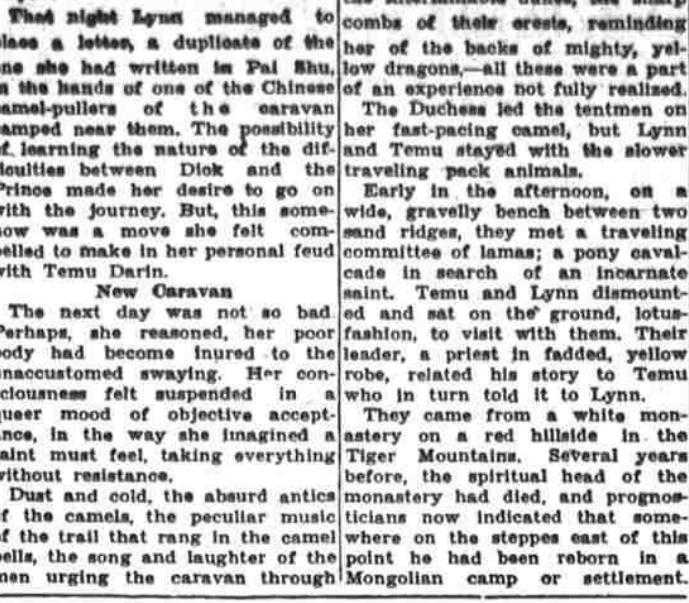 That night Lynn managed to
place a letter, a duplicate of the
one she had written in Pai Shu,
in the hands of one of the Chinese
camel-pullers of the caravan
camped near them. The possibility
of learning the nature of the dif-
ficulties between Dick and the
Prince made her desire to go on
with the journey. But, this some-
how was a move she felt com-
pelled to make in her personal feud
with Temu Darin.
New Caravan
The next day was not so bad.
Perhaps, she reasoned, her poor
body had become inured to the
unaccustomed swaying. Her con-
sciousness felt suspended in a
queer mood of objective accept-
ance, in the way she imagined a
saint must feel, taking everything
without resistance.
Dust and cold, the absurd antics
of the camels, the peculiar music
of the trail that rang in the camel
bells, the song and laughter of the
men urging the caravan through
combs of their crests, reminding
her of the backs of mighty, yel-
low dragons,—all these were a part
of an experience not fully realized.
The Duchess led the tentmen on
her fast-pacing camel, but Lynn
and Temu stayed with the slower
traveling pack animals.
Early in the afternoon, on a
wide, gravelly bench between two
sand ridges, they met a traveling
committee of lamas; a pony caval-
cade in search of an incarnate
saint. Temu and Lynn dismount-
ed and sat on the ground, lotus-
fashion, to visit with them. Their
leader, a priest in fadded, yellow
robe, related his story to Temu
who in turn told it to Lynn.
They came from a white mon-
astery on a red hillside in the
Tiger Mountains. Several years
before, the spiritual head of the
monastery had died, and prognos-
ticians now indicated that some-
where on the steppes east of this
point he had been reborn in a
Mongolian camp or settlement.